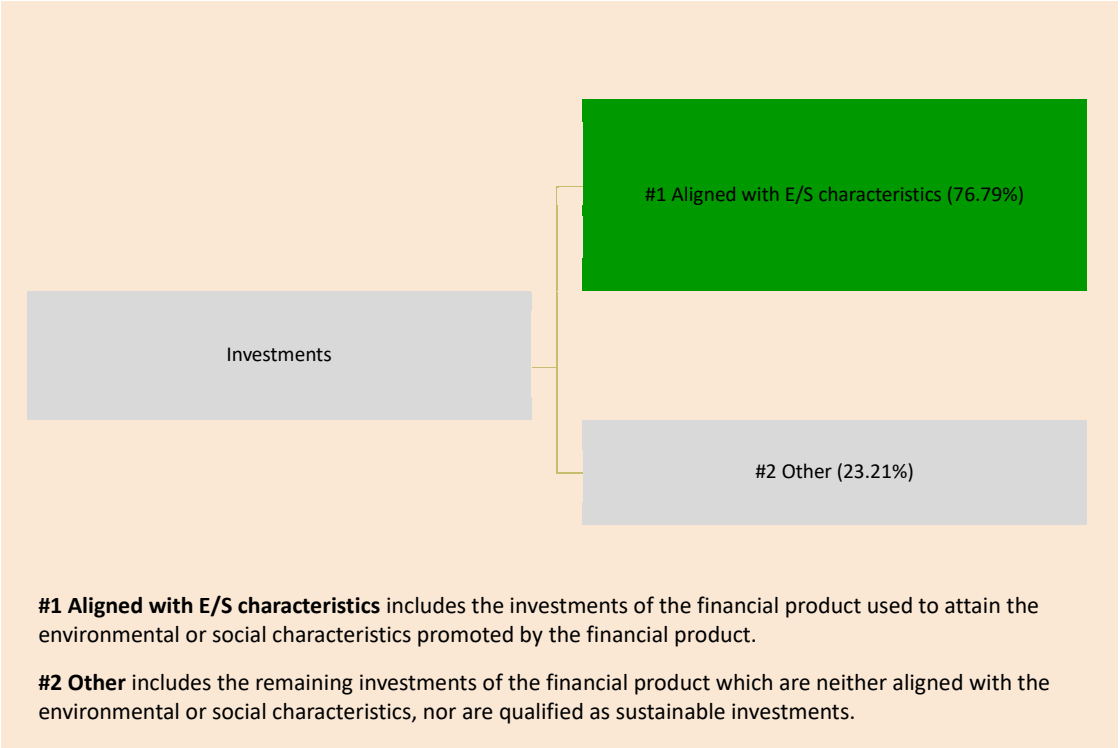 #1 Aligned with E/S characteristics (76.79%)
Investments
#2 Other (23.21%)
#1 Aligned with E/S characteristics includes the investments of the financial product used to attain the
environmental or social characteristics promoted by the financial product.
#2 Other includes the remaining investments of the financial product which are neither aligned with the
environmental or social characteristics, nor are qualified as sustainable investments.